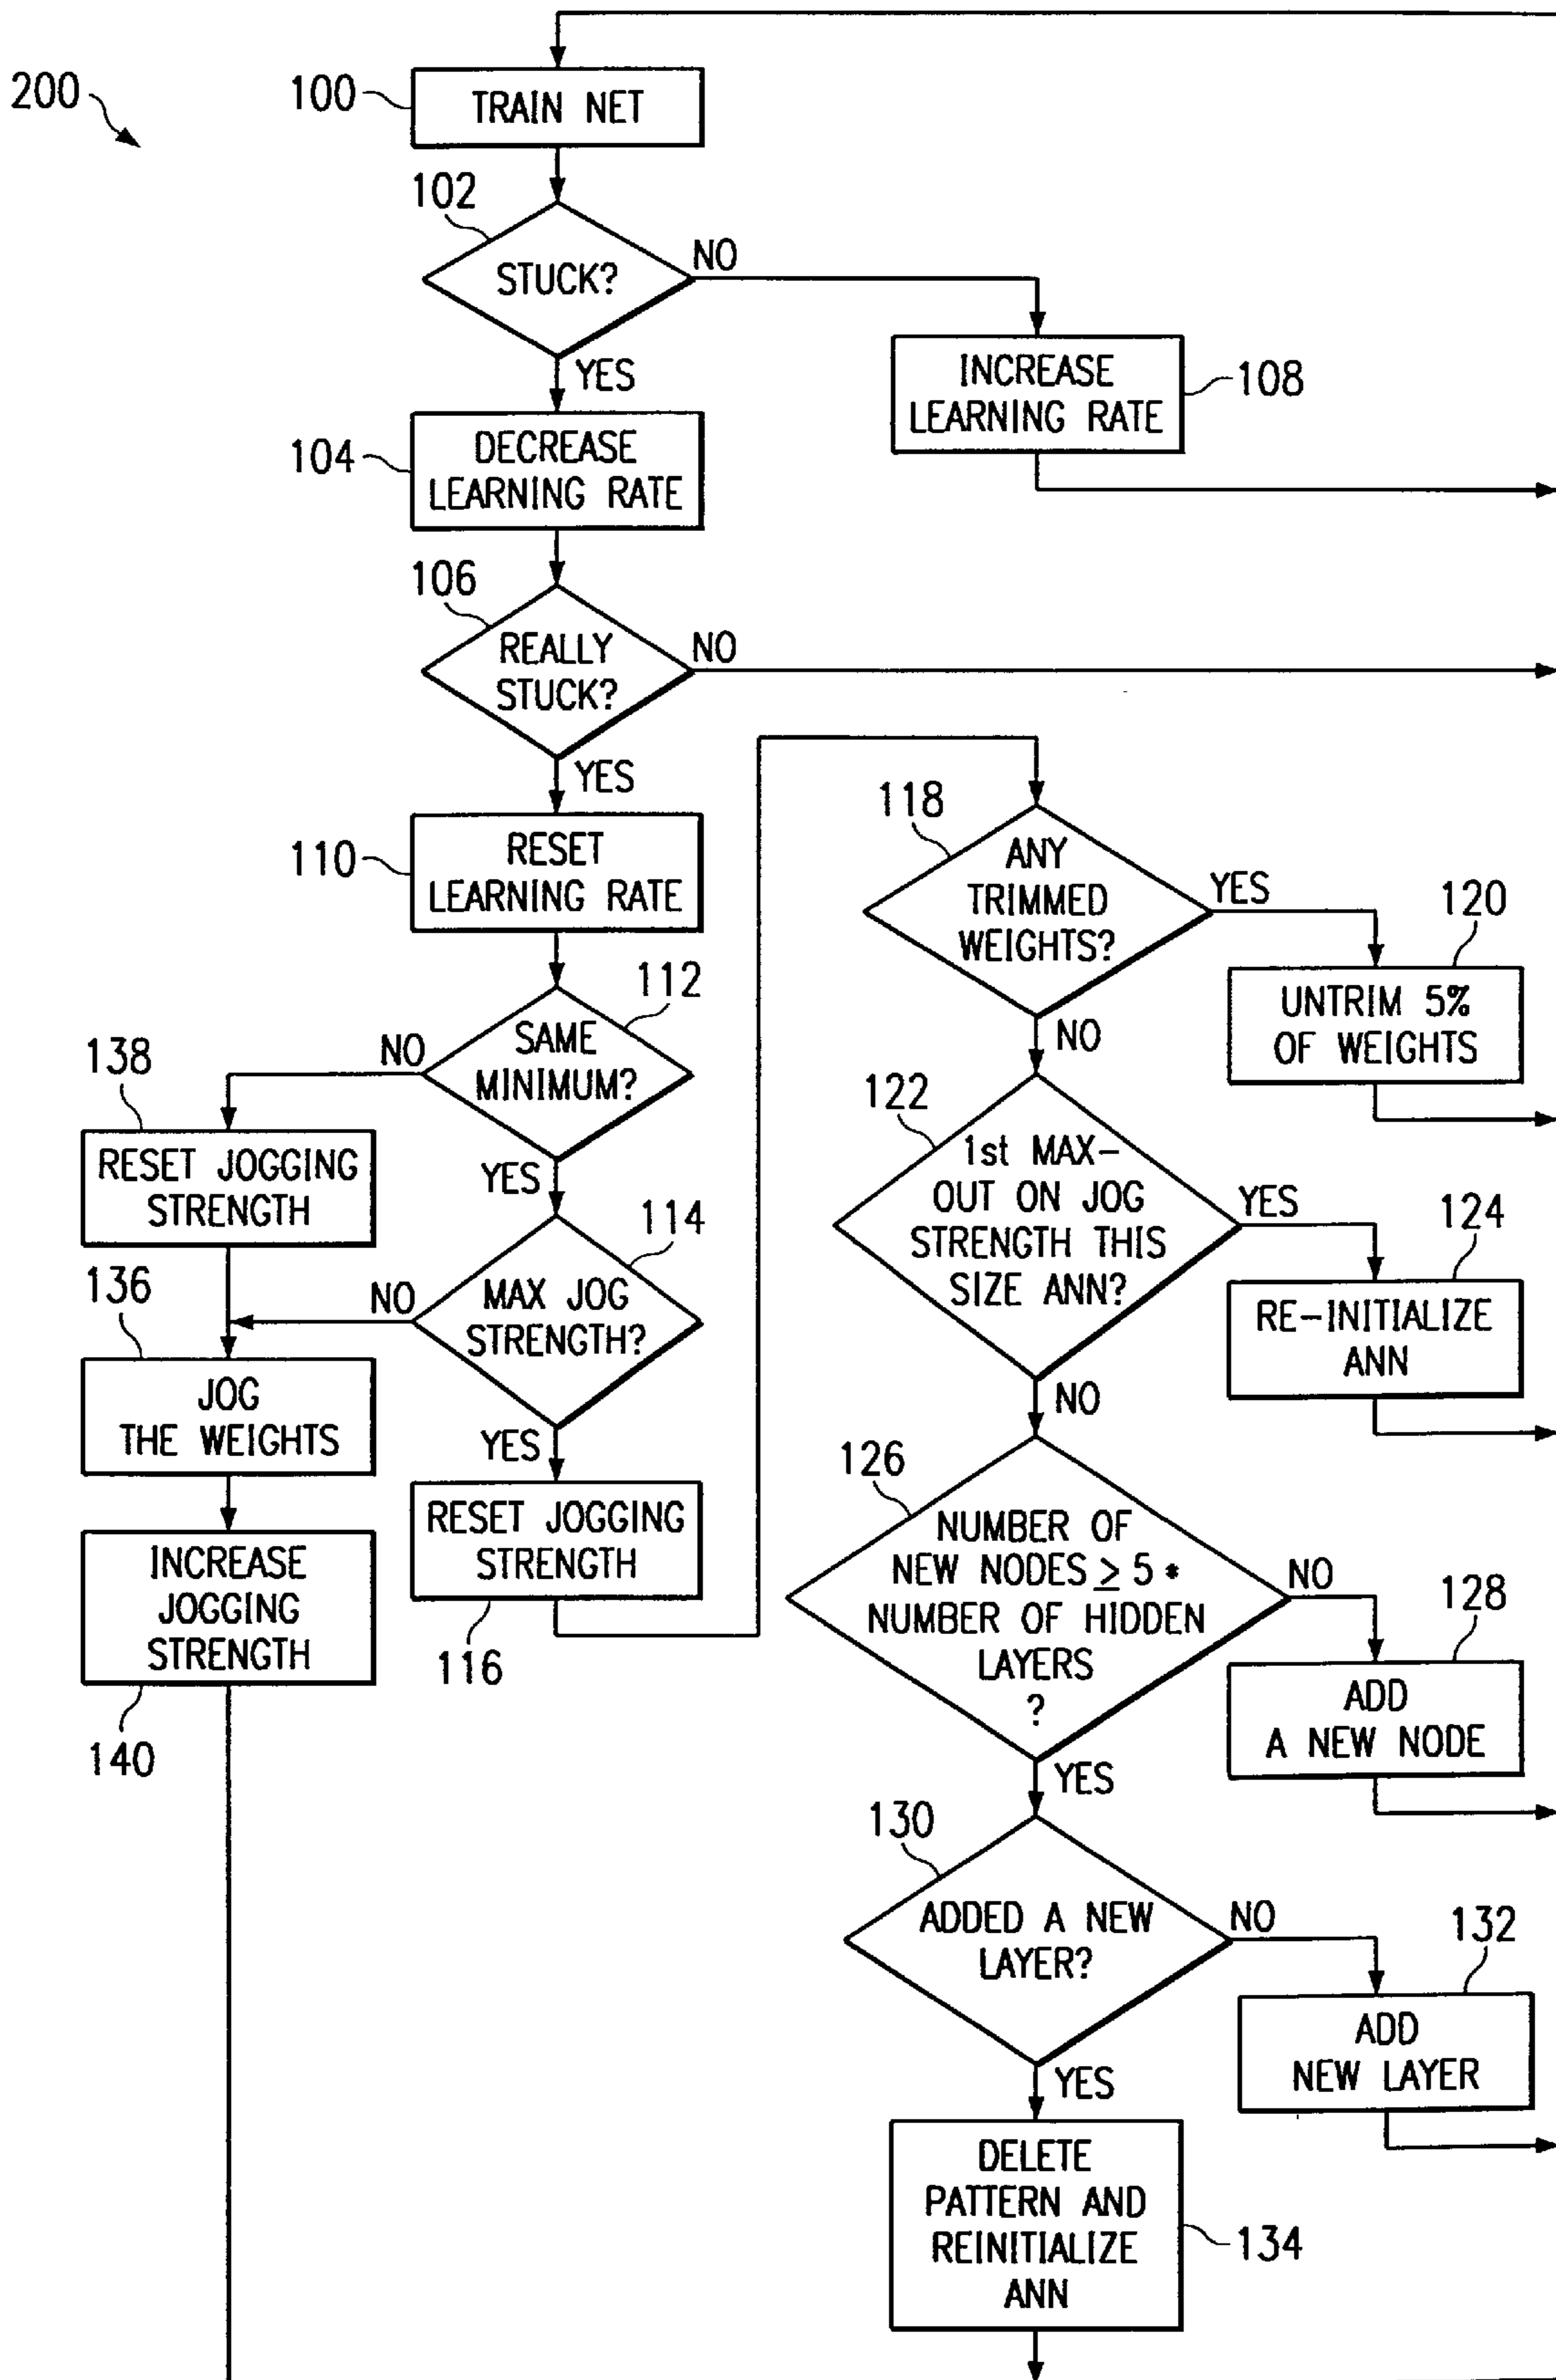 200
100
TRAIN NET
102
STUCK?
NO
YES
INCREASE
LEARNING RATE
108
104
DECREASE
LEARNING RATE
106
REALLY
STUCK?
NO
YES
110
RESET
LEARNING RATE
112
SAME
MINIMUM?
NO
YES
138
RESET JOGGING
STRENGTH
114
MAX JOG
STRENGTH?
NO
YES
136
JOG
THE WEIGHTS
INCREASE
JOGGING
STRENGTH
140
RESET JOGGING
STRENGTH
116
118
ANY
TRIMMED
WEIGHTS?
YES
NO
120
UNTRIM 5%
OF WEIGHTS
122
1st MAX-
OUT ON JOG
STRENGTH THIS
SIZE ANN?
YES
NO
124
RE-INITIALIZE
ANN
126
NUMBER OF
NEW NODES ≥ 5 *
NUMBER OF HIDDEN
LAYERS
?
NO
YES
128
ADD
A NEW NODE
130
ADDED A NEW
LAYER?
NO
YES
132
ADD
NEW LAYER
DELETE
PATTERN AND
REINITIALIZE
ANN
134